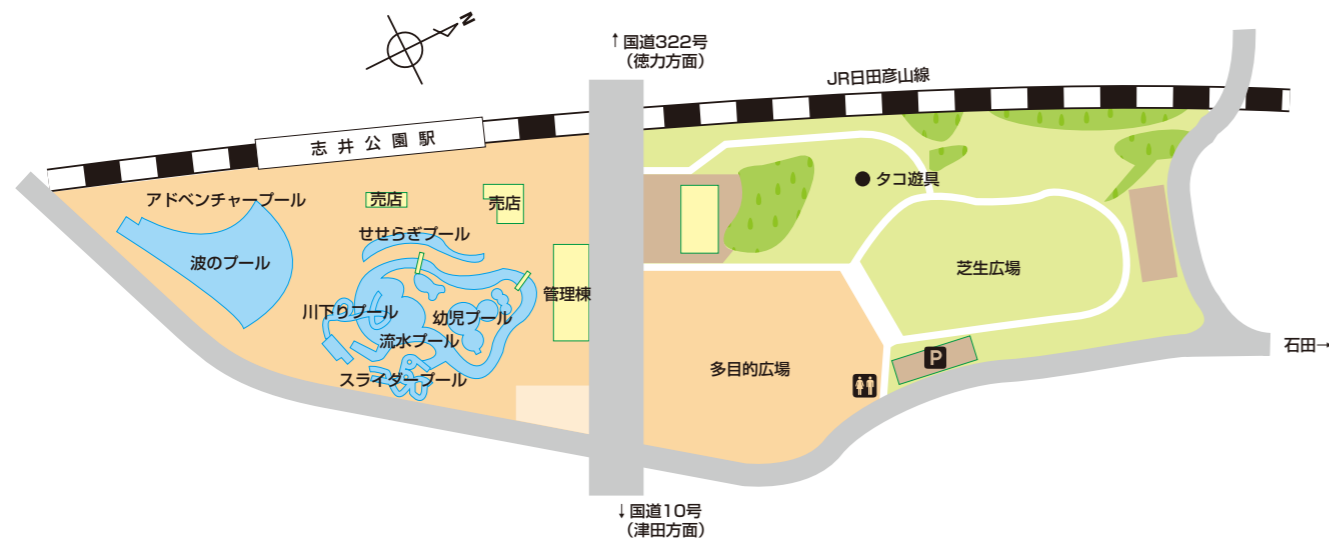 N
↑国道322号
（徳力方面）
JR日田彦山線
志井公園駅
アドベンチャープール
売店
売店
タコ遊具
せせらぎプール
波のプール
芝生広場
管理棟
川下りプール
幼児プール
流水プール
石田→
P
多目的広場
スライダープール
↓国道10号
（津田方面）